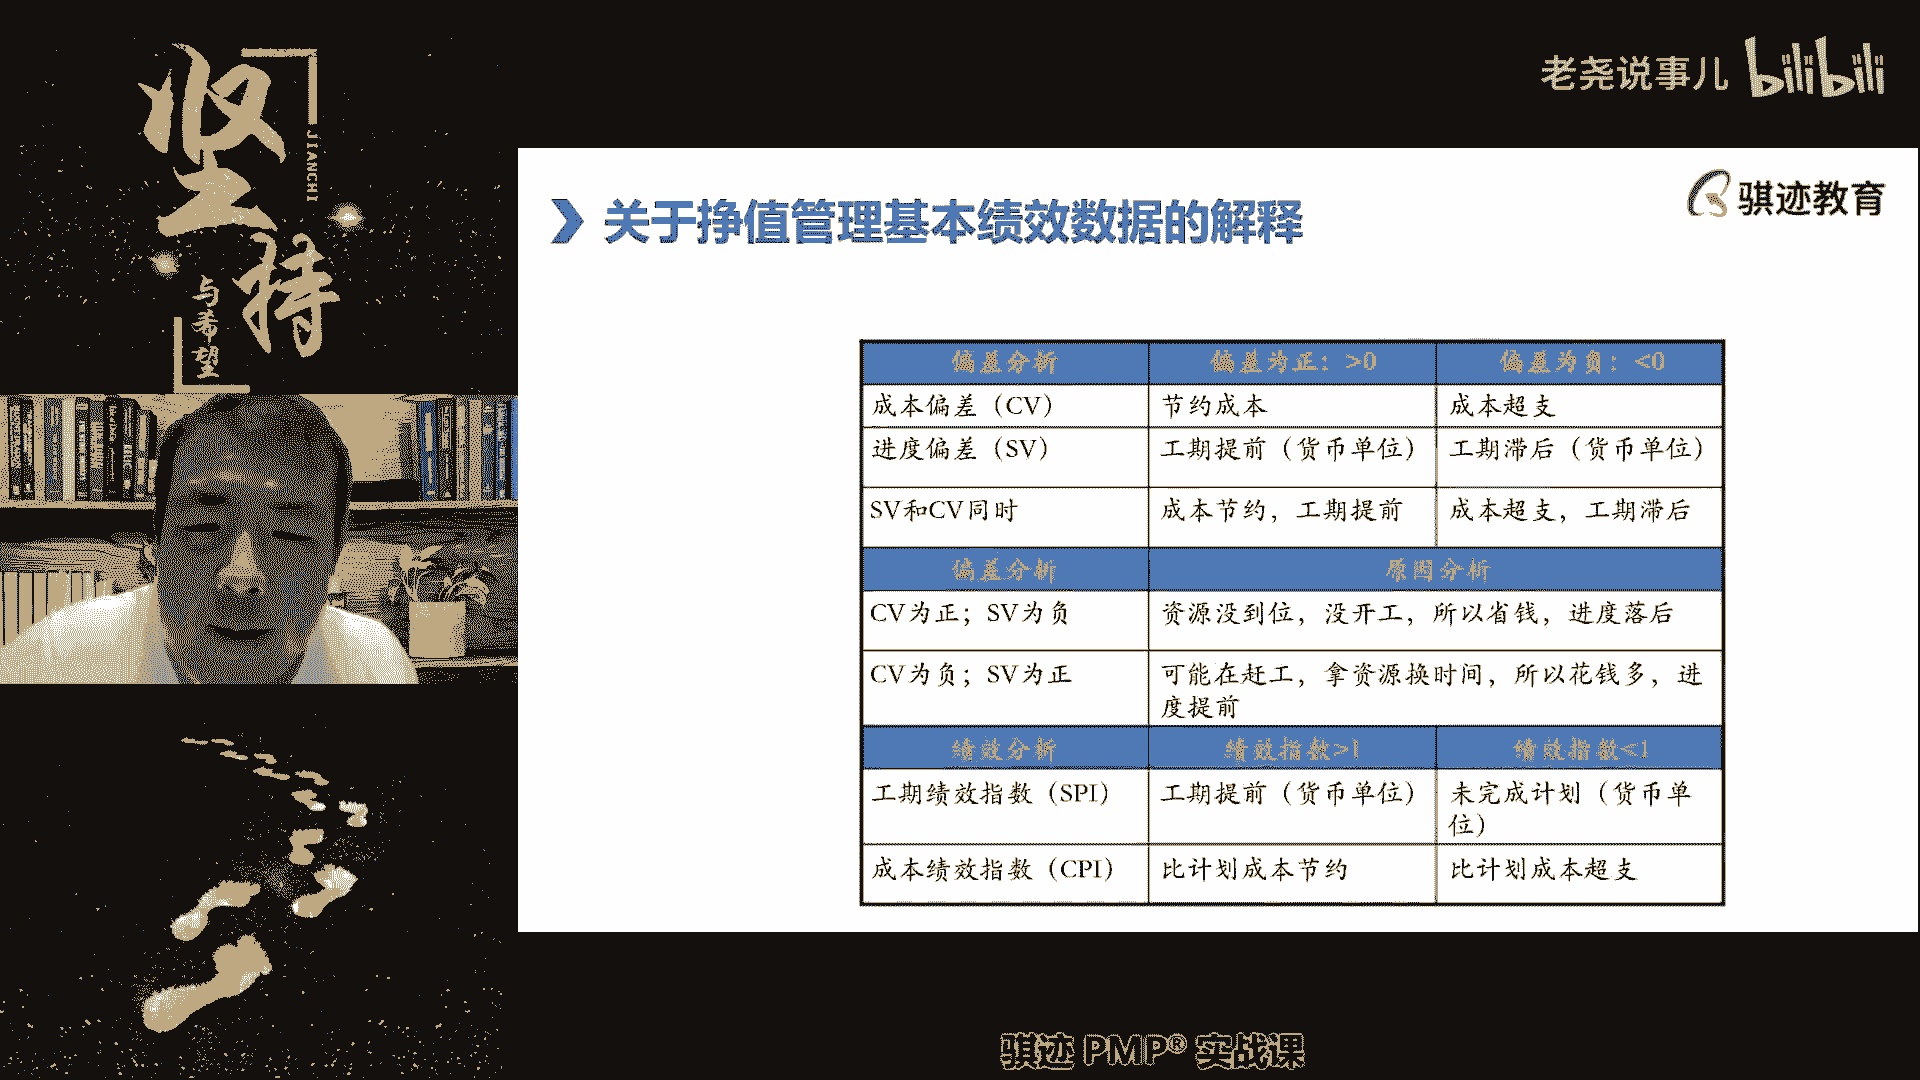 坚持
JIANCHI
与希望
老尧说事儿 bilibili
骐迹教育
关于挣值管理基本绩效数据的解释
偏差分析 偏差为正：>0 偏差为负：<0
成本偏差（CV） 节约成本 成本超支
进度偏差（SV） 工期提前（货币单位） 工期滞后（货币单位）
SV和CV同时 成本节约，工期提前 成本超支，工期滞后
偏差分析 原因分析
CV为正；SV为负 资源没到位，没开工，所以省钱，进度落后
CV为负；SV为正 可能在赶工，拿资源换时间，所以花钱多，进
度提前
绩效分析 绩效指数>1 绩效指数<1
工期绩效指数（SPI） 工期提前（货币单位） 未完成计划（货币单
位）
成本绩效指数（CPI） 比计划成本节约 比计划成本超支
骐迹 PMP® 实战课